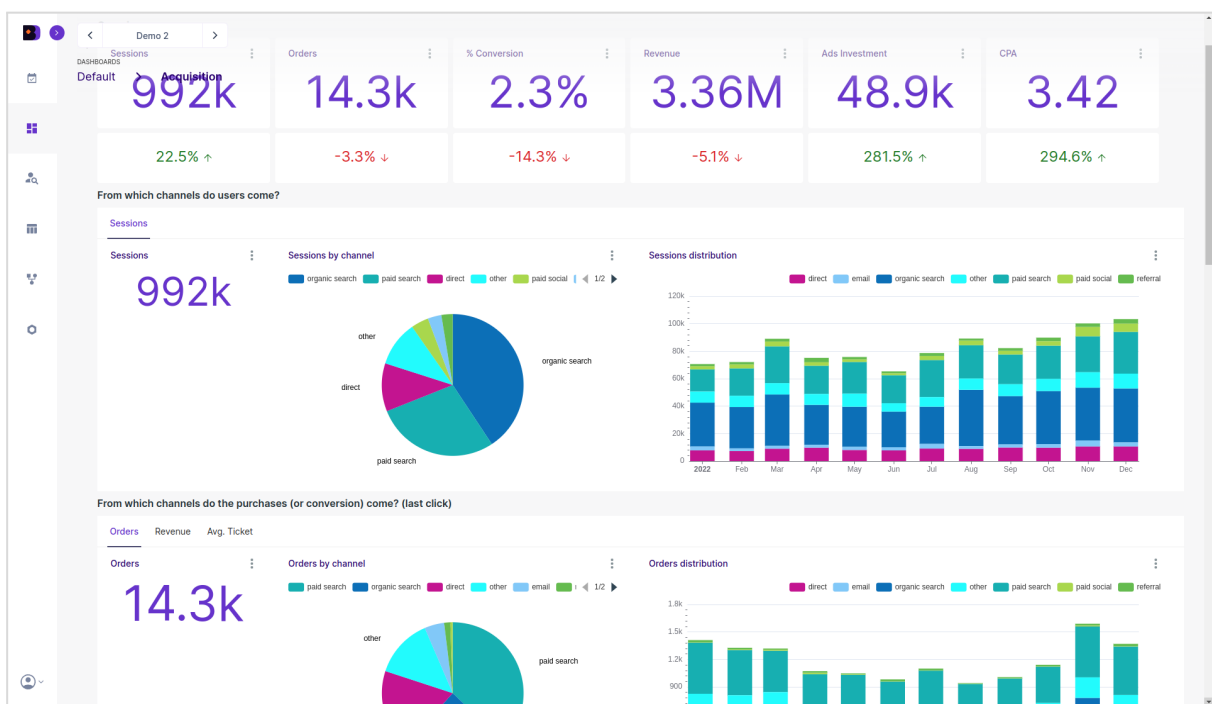 Demo 2
DASHBOARDS
Default > Acquisition
Sessions
992k
22.5% ↑
Orders
14.3k
-3.3% ↓
% Conversion
2.3%
-14.3% ↓
Revenue
3.36M
-5.1% ↓
Ads Investment
48.9k
281.5% ↑
CPA
3.42
294.6% ↑
From which channels do users come?
Sessions
Sessions
992k
Sessions by channel
organic search paid search direct other paid social 1/2
other
organic search
direct
paid search
Sessions distribution
direct email organic search other paid search paid social referral
120k
100k
80k
60k
40k
20k
0
2022 Feb Mar Apr May Jun Jul Aug Sep Oct Nov Dec
From which channels do the purchases (or conversion) come? (last click)
Orders Revenue Avg. Ticket
Orders
14.3k
Orders by channel
paid search organic search direct other email 1/2
other
paid search
Orders distribution
direct email organic search other paid search paid social referral
1.8k
1.5k
1.2k
900